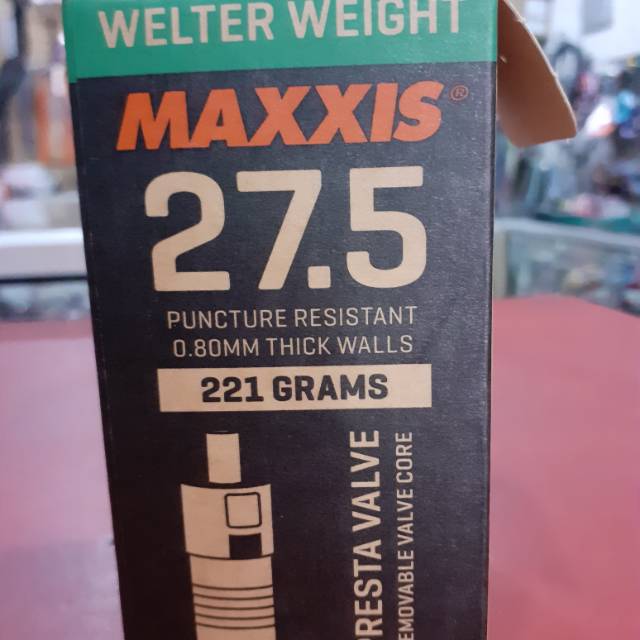 WELTER WEIGHT
MAXXIS®
27.5
PUNCTURE RESISTANT
0.80MM THICK WALLS
221 GRAMS
PRESTA VALVE
REMOVABLE VALVE CORE